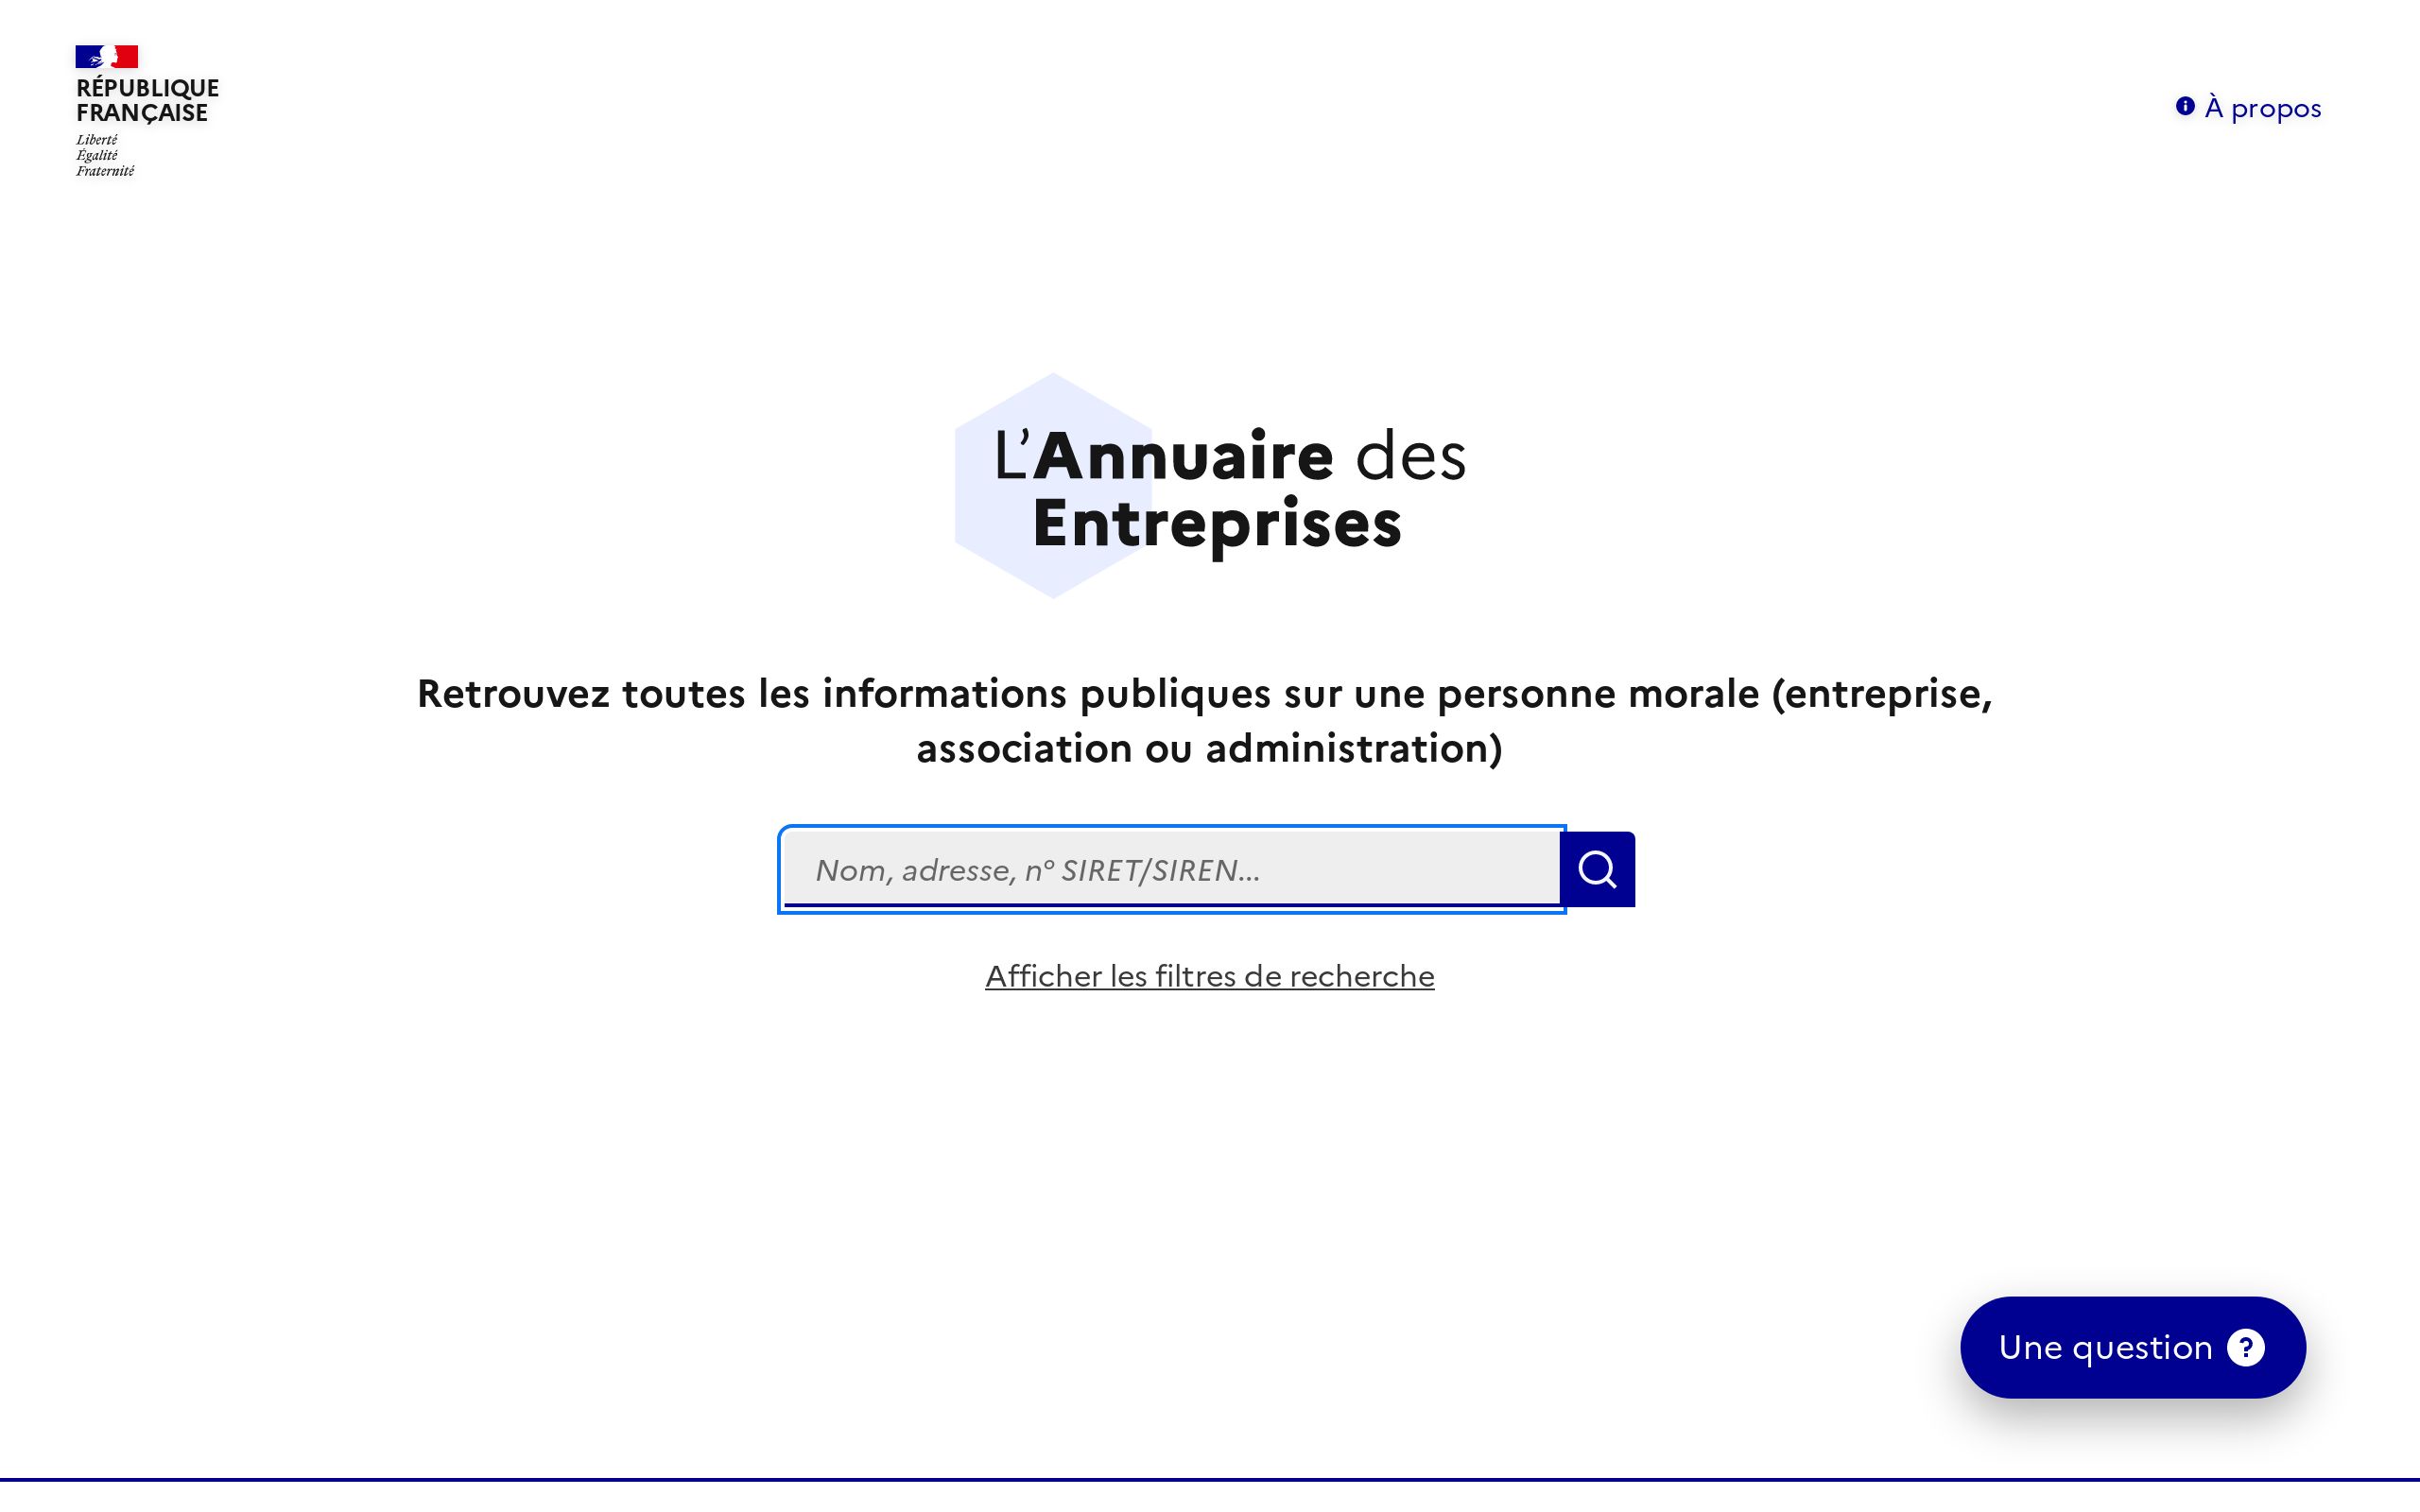 RÉPUBLIQUE
FRANÇAISE
Liberté
Égalité
Fraternité
À propos
L’Annuaire des
Entreprises
Retrouvez toutes les informations publiques sur une personne morale (entreprise,
association ou administration)
Nom, adresse, n° SIRET/SIREN...
Afficher les filtres de recherche
Une question ?